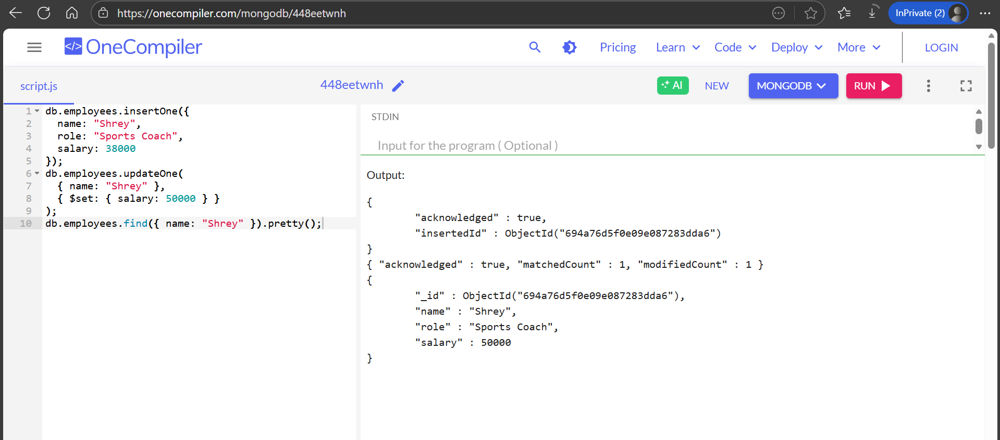 https://onecompiler.com/mongodb/448eetwnh
InPrivate (2)
</> OneCompiler
Pricing
Learn
Code
Deploy
More
LOGIN
script.js
448eetwnh
AI
NEW
MONGODB
RUN
1 db.employees.insertOne({
2   name: "Shrey",
3   role: "Sports Coach",
4   salary: 38000
5 });
6 db.employees.updateOne(
7   { name: "Shrey" },
8   { $set: { salary: 50000 } }
9 );
10 db.employees.find({ name: "Shrey" }).pretty();
STDIN
Input for the program ( Optional )
Output:
{
        "acknowledged" : true,
        "insertedId" : ObjectId("694a76d5f0e09e087283dda6")
}
{ "acknowledged" : true, "matchedCount" : 1, "modifiedCount" : 1 }
{
        "_id" : ObjectId("694a76d5f0e09e087283dda6"),
        "name" : "Shrey",
        "role" : "Sports Coach",
        "salary" : 50000
}